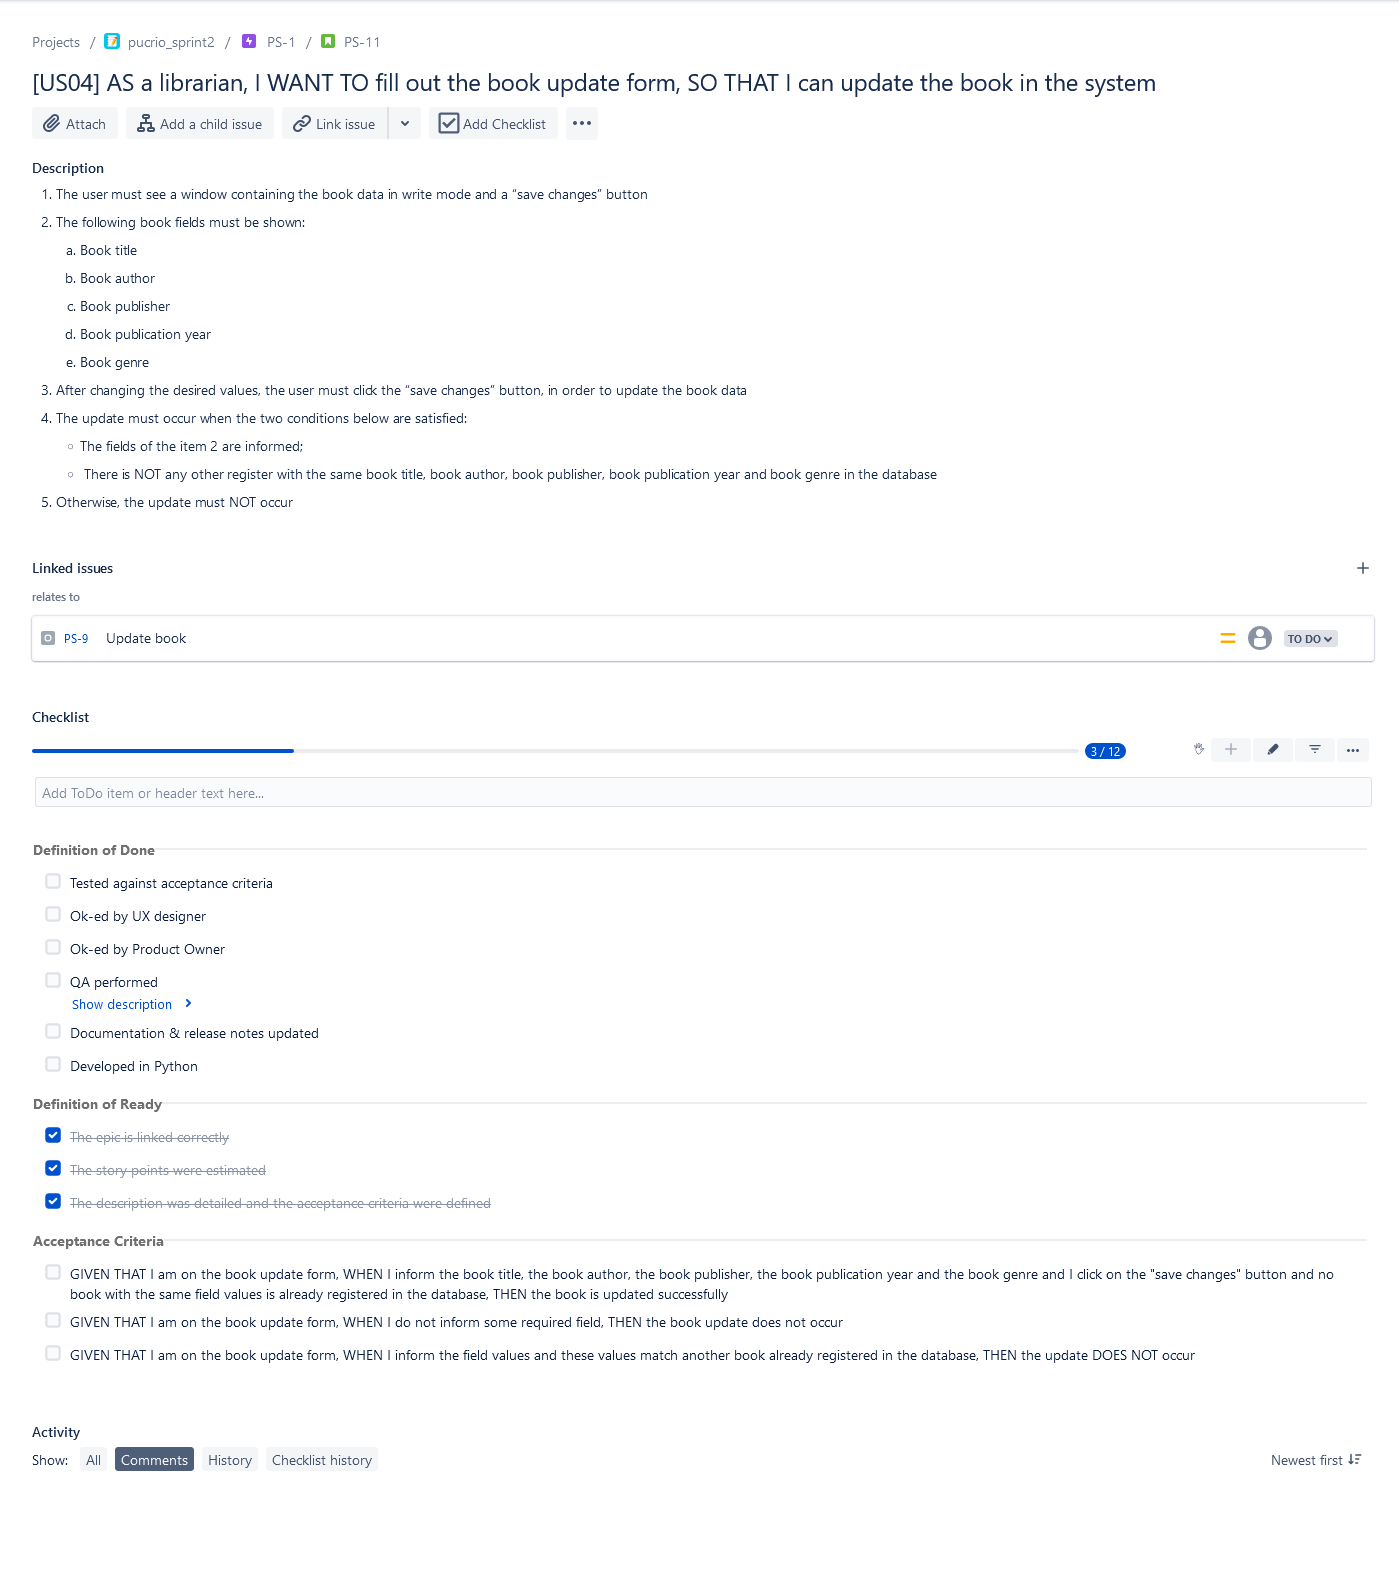 Projects / pucrio_sprint2 / PS-1 / PS-11
[US04] AS a librarian, I WANT TO fill out the book update form, SO THAT I can update the book in the system
Attach Add a child issue Link issue Add Checklist
Description
1. The user must see a window containing the book data in write mode and a “save changes” button
2. The following book fields must be shown:
a. Book title
b. Book author
c. Book publisher
d. Book publication year
e. Book genre
3. After changing the desired values, the user must click the “save changes” button, in order to update the book data
4. The update must occur when the two conditions below are satisfied:
The fields of the item 2 are informed;
There is NOT any other register with the same book title, book author, book publisher, book publication year and book genre in the database
5. Otherwise, the update must NOT occur
Linked issues
relates to
PS-9 Update book TO DO
Checklist
3 / 12
Add ToDo item or header text here...
Definition of Done
Tested against acceptance criteria
Ok-ed by UX designer
Ok-ed by Product Owner
QA performed
Show description
Documentation & release notes updated
Developed in Python
Definition of Ready
The epic is linked correctly
The story points were estimated
The description was detailed and the acceptance criteria were defined
Acceptance Criteria
GIVEN THAT I am on the book update form, WHEN I inform the book title, the book author, the book publisher, the book publication year and the book genre and I click on the "save changes" button and no
book with the same field values is already registered in the database, THEN the book is updated successfully
GIVEN THAT I am on the book update form, WHEN I do not inform some required field, THEN the book update does not occur
GIVEN THAT I am on the book update form, WHEN I inform the field values and these values match another book already registered in the database, THEN the update DOES NOT occur
Activity
Show: All Comments History Checklist history Newest first